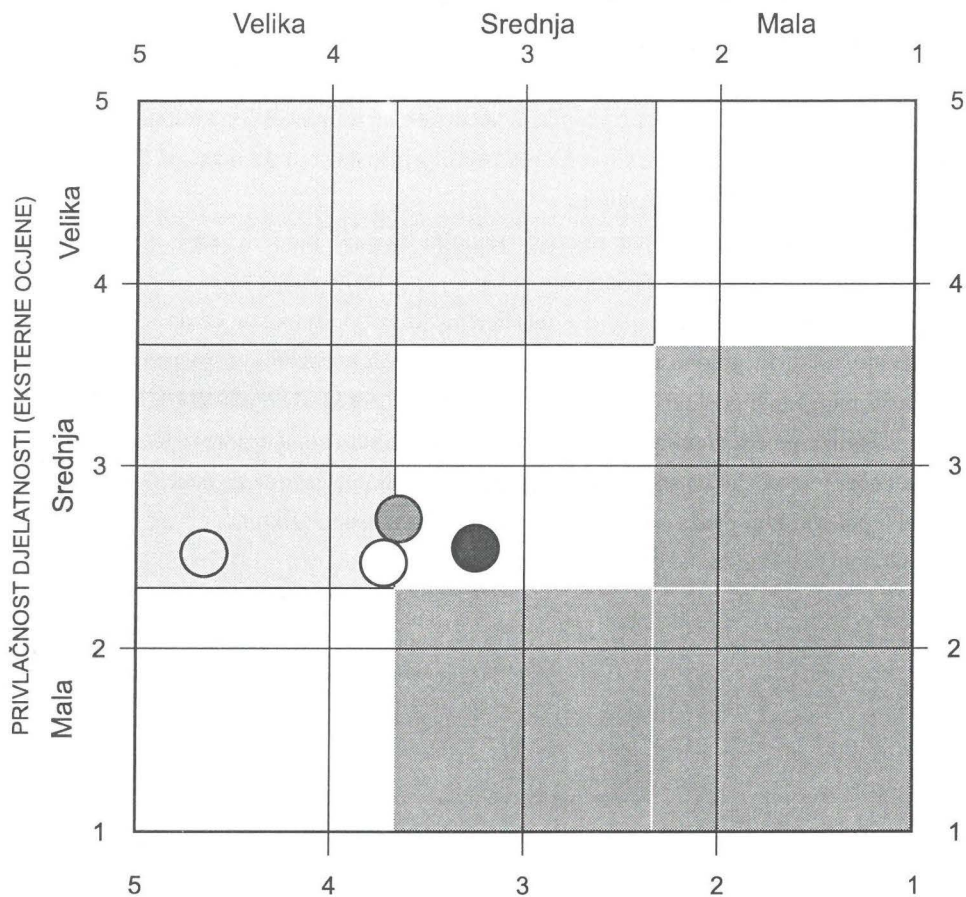 Velika Srednja Mala
5 4 3 2 1
5 5
4 4
3 3
2 2
1 1
5 4 3 2 1
PRIVLAČNOST DJELATNOSTI (EKSTERNE OCJENE)
Velika
Srednja
Mala